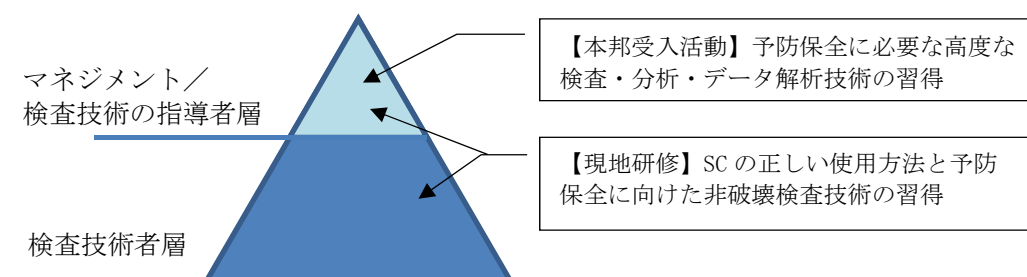 マネジメント／
検査技術の指導者層
検査技術者層
【本邦受入活動】予防保全に必要な高度な
検査・分析・データ解析技術の習得
【現地研修】SC の正しい使用方法と予防
保全に向けた非破壊検査技術の習得